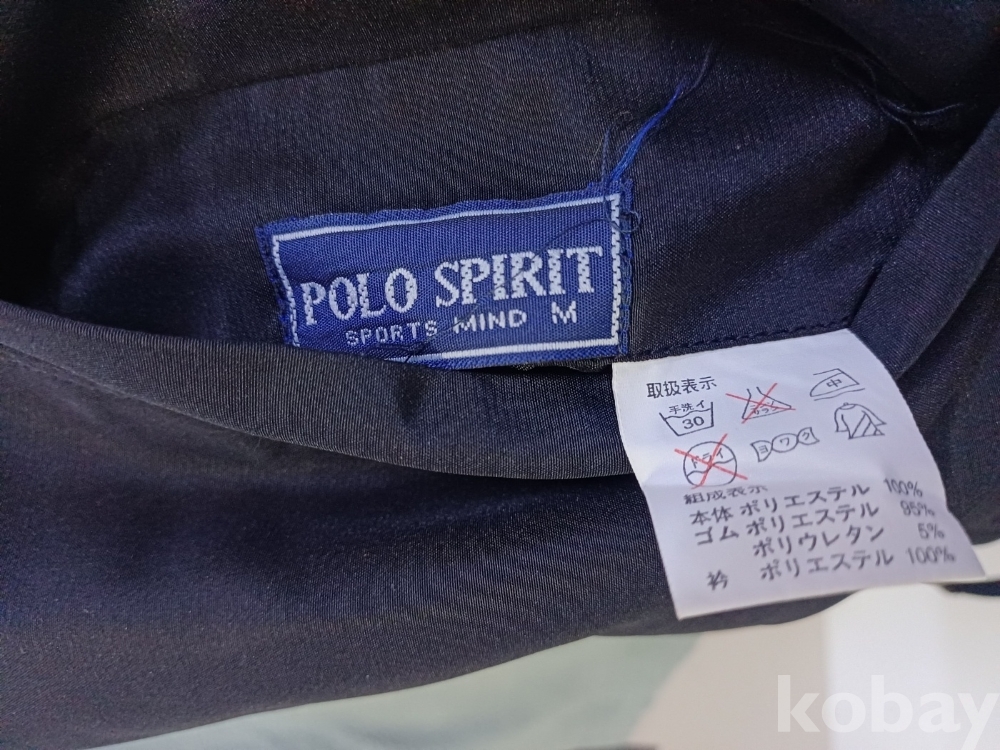 POLO SPIRIT
SPORTS MIND M
取扱表示
手洗イ
30
中
ドライ
ヨワク
組成表示
本体 ポリエステル 100%
ゴム ポリエステル 95%
ポリウレタン 5%
衿 ポリエステル 100%
kobay